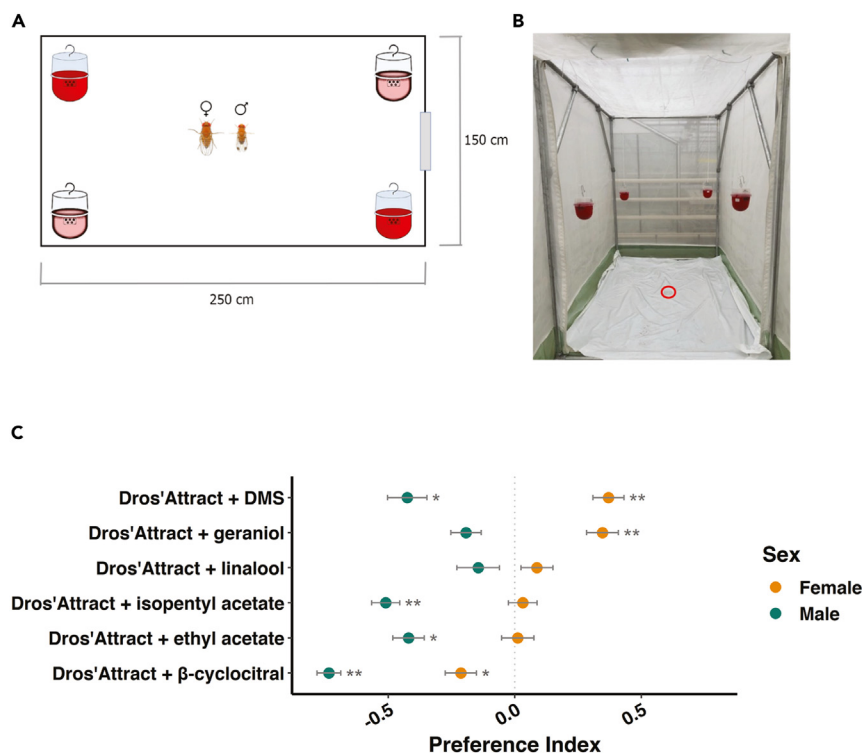 A
♀ ♂
150 cm
250 cm
B
C
Dros'Attract + DMS
Dros'Attract + geraniol
Dros'Attract + linalool
Dros'Attract + isopentyl acetate
Dros'Attract + ethyl acetate
Dros'Attract + β-cyclocitral
* **
**
** 
*
** *
-0.5 0.0 0.5
Preference Index
Sex
Female
Male